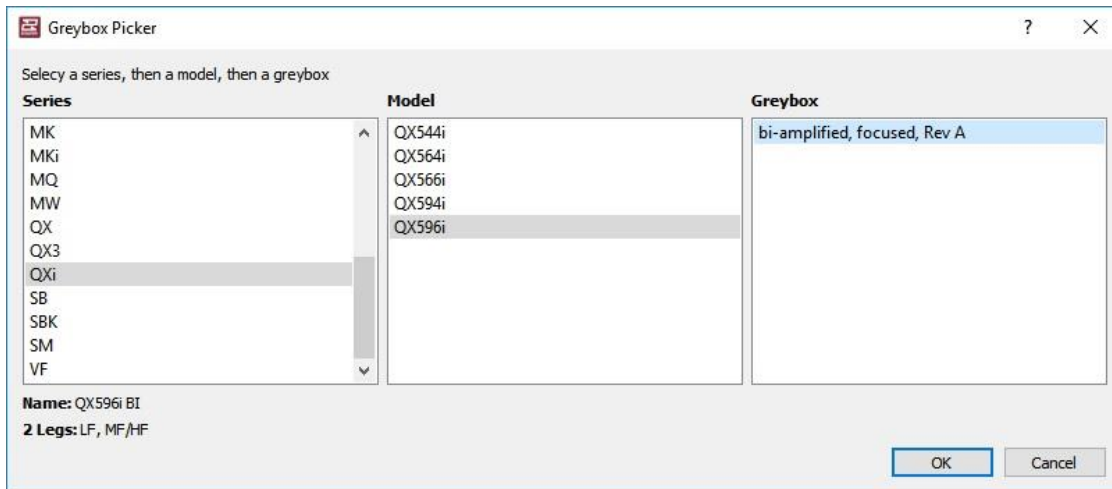 Greybox Picker
?
Selecy a series, then a model, then a greybox
Series Model Greybox
MK QX544i bi-amplified, focused, Rev A
MKi QX564i
MQ QX566i
MW QX594i
QX QX596i
QX3
QXi
SB
SBK
SM
VF
Name: QX596i BI
2 Legs: LF, MF/HF
OK Cancel